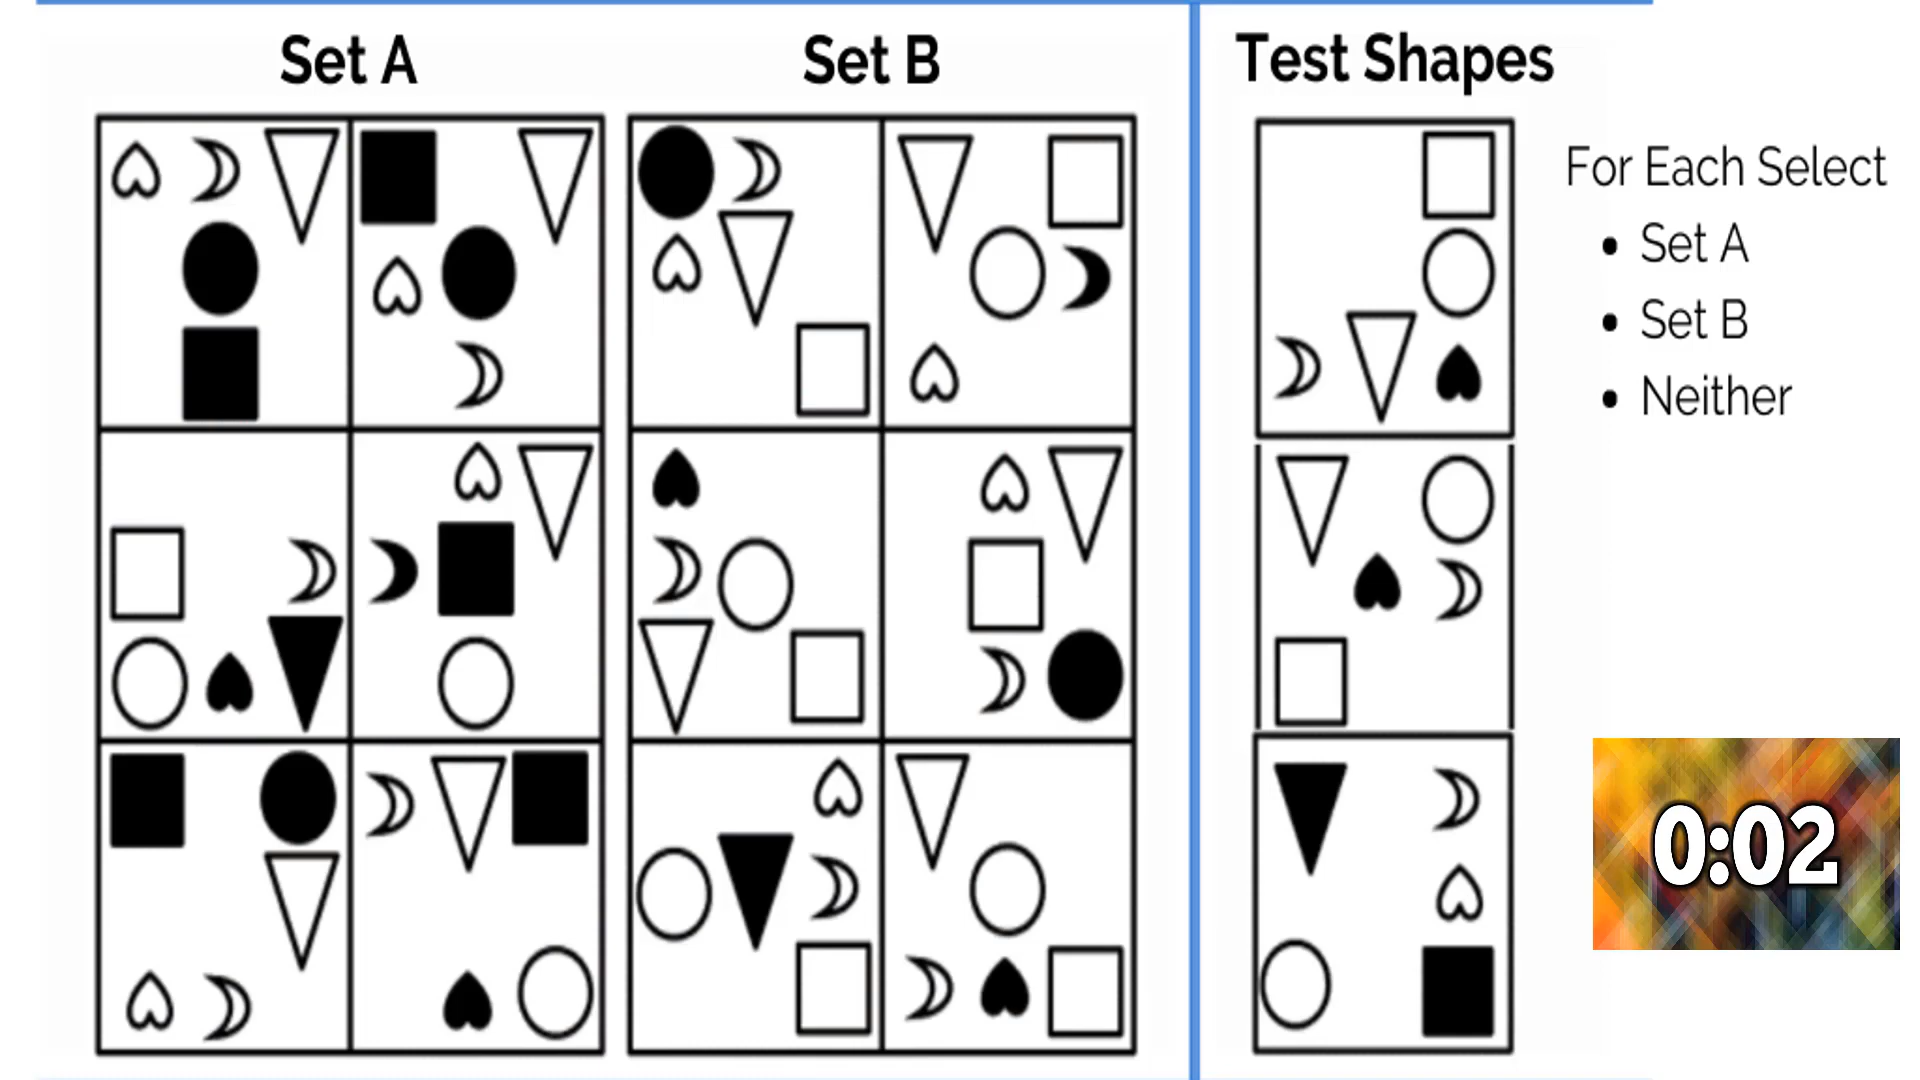 Set A
Set B
Test Shapes
For Each Select
• Set A
• Set B
• Neither
0:02